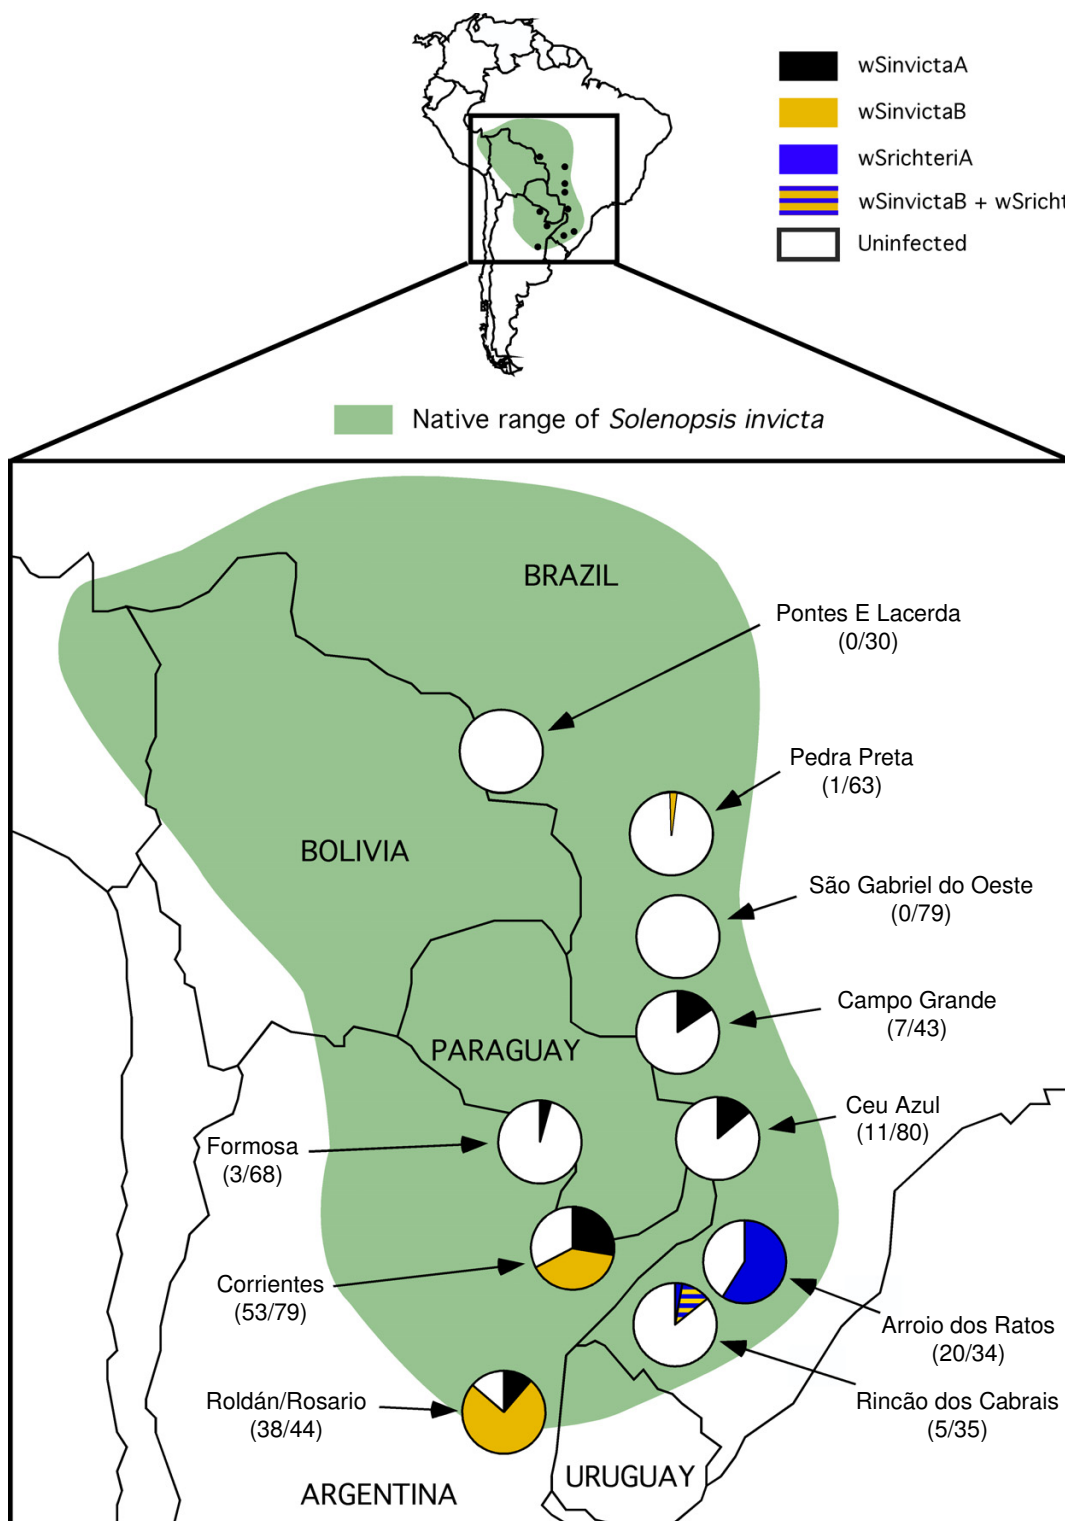 wSinvictaA
wSinvictaB
wSrichteriA
wSinvictaB + wSricht
Uninfected
Native range of Solenopsis invicta
BRAZIL
Pontes E Lacerda
(0/30)
Pedra Preta
(1/63)
BOLIVIA
São Gabriel do Oeste
(0/79)
Campo Grande
(7/43)
PARAGUAY
Ceu Azul
(11/80)
Formosa
(3/68)
Corrientes
(53/79)
Arroio dos Ratos
(20/34)
Roldán/Rosario
(38/44)
Rincão dos Cabrais
(5/35)
URUGUAY
ARGENTINA